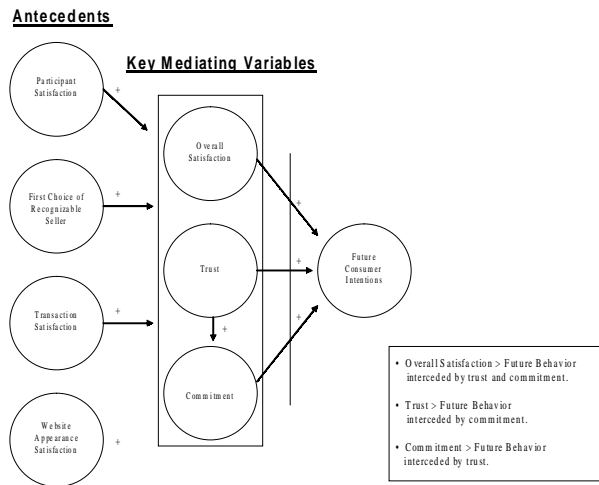 Antecedents
Key Mediating Variables
Participant
Satisfaction
+
Overall
Satisfaction
First Choice of
Recognizable
Seller
+
+
Trust
+
Future
Consumer
Intentions
Transaction
Satisfaction
+
+
+
Commitment
Website
Appearance
Satisfaction
+
• Overall Satisfaction > Future Behavior
interceded by trust and commitment.
• Trust > Future Behavior
interceded by commitment.
• Commitment > Future Behavior
interceded by trust.